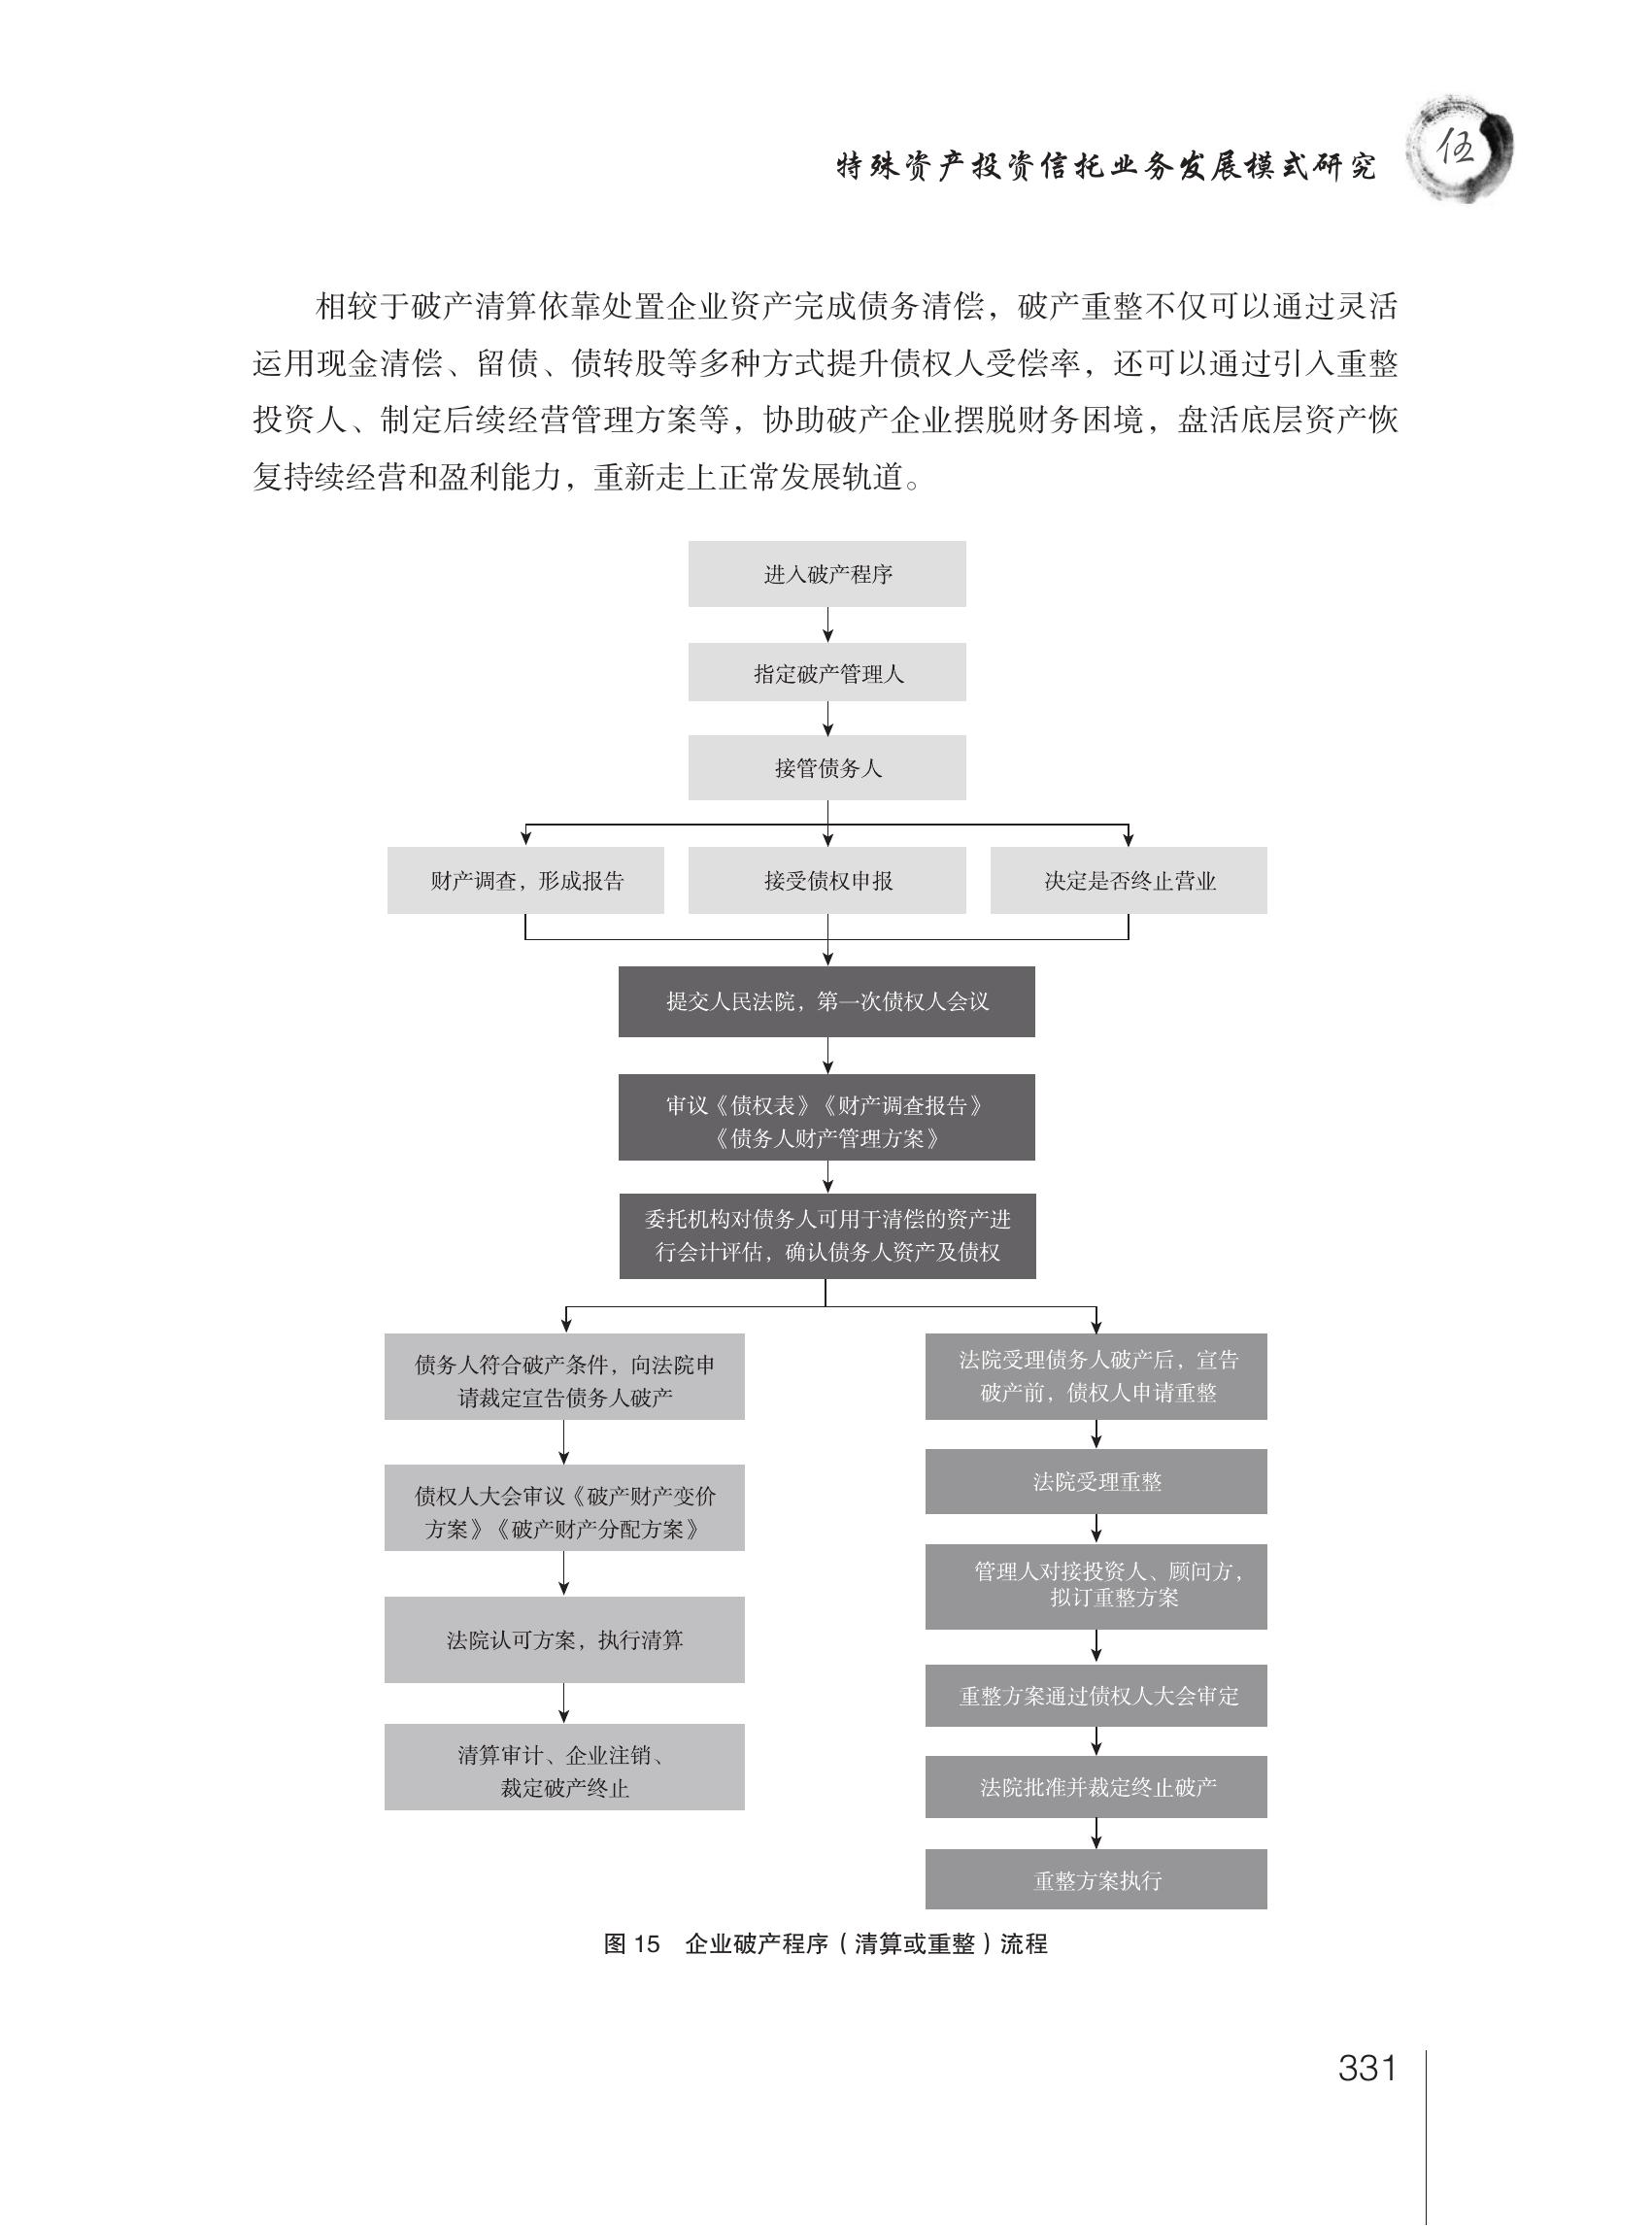 特殊资产投资信托业务发展模式研究
伍
相较于破产清算依靠处置企业资产完成债务清偿，破产重整不仅可以通过灵活
运用现金清偿、留债、债转股等多种方式提升债权人受偿率，还可以通过引入重整
投资人、制定后续经营管理方案等，协助破产企业摆脱财务困境，盘活底层资产恢
复持续经营和盈利能力，重新走上正常发展轨道。
进入破产程序
指定破产管理人
接管债务人
财产调查，形成报告
接受债权申报
决定是否终止营业
提交人民法院，第一次债权人会议
审议《债权表》《财产调查报告》
《债务人财产管理方案》
委托机构对债务人可用于清偿的资产进
行会计评估，确认债务人资产及债权
债务人符合破产条件，向法院申
请裁定宣告债务人破产
债权人大会审议《破产财产变价
方案》《破产财产分配方案》
法院认可方案，执行清算
清算审计、企业注销、
裁定破产终止
法院受理债务人破产后，宣告
破产前，债权人申请重整
法院受理重整
管理人对接投资人、顾问方，
拟订重整方案
重整方案通过债权人大会审定
法院批准并裁定终止破产
重整方案执行
图 15　企业破产程序（清算或重整）流程
331